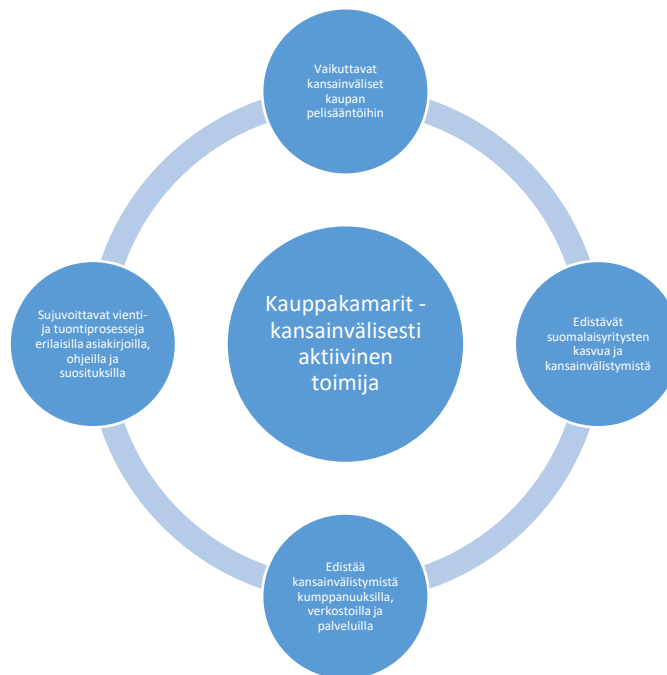 Vaikuttavat
kansainväliset
kaupan
pelisääntöihin
Kauppakamarit -
kansainvälisesti
aktiivinen
toimija
Sujuvoittavat vienti-
ja tuontiprosesseja
erilaisilla asiakirjoilla,
ohjeilla ja
suosituksilla
Edistävät
suomalaisyritysten
kasvua ja
kansainvälistymistä
Edistää
kansainvälistymistä
kumppanuuksilla,
verkostoilla ja
palveluilla